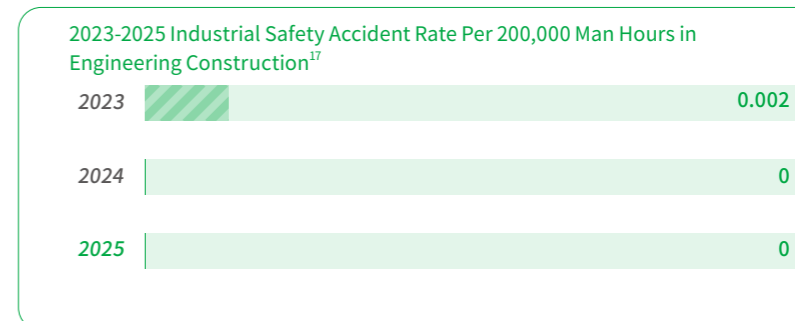 2023-2025 Industrial Safety Accident Rate Per 200,000 Man Hours in
Engineering Construction17
2023 0.002
2024 0
2025 0